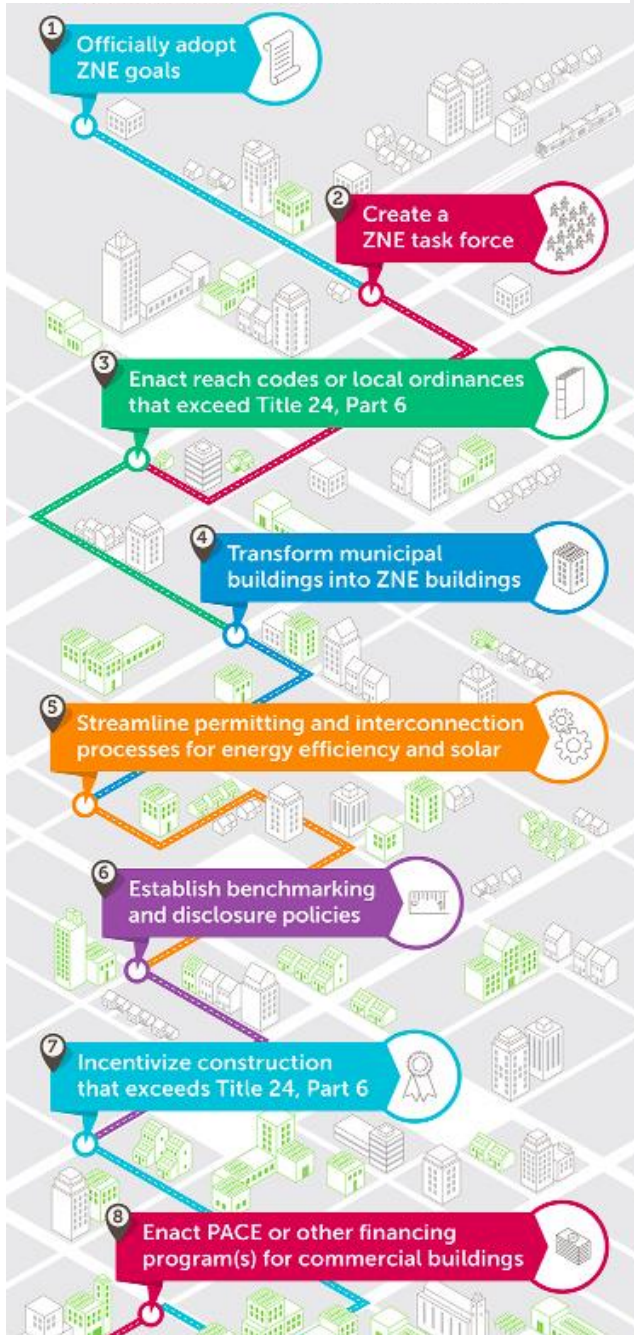 1
Officially adopt
ZNE goals
2
Create a
ZNE task force
3
Enact reach codes or local ordinances
that exceed Title 24, Part 6
4
Transform municipal
buildings into ZNE buildings
5
Streamline permitting and interconnection
processes for energy efficiency and solar
6
Establish benchmarking
and disclosure policies
7
Incentivize construction
that exceeds Title 24, Part 6
8
Enact PACE or other financing
program(s) for commercial buildings